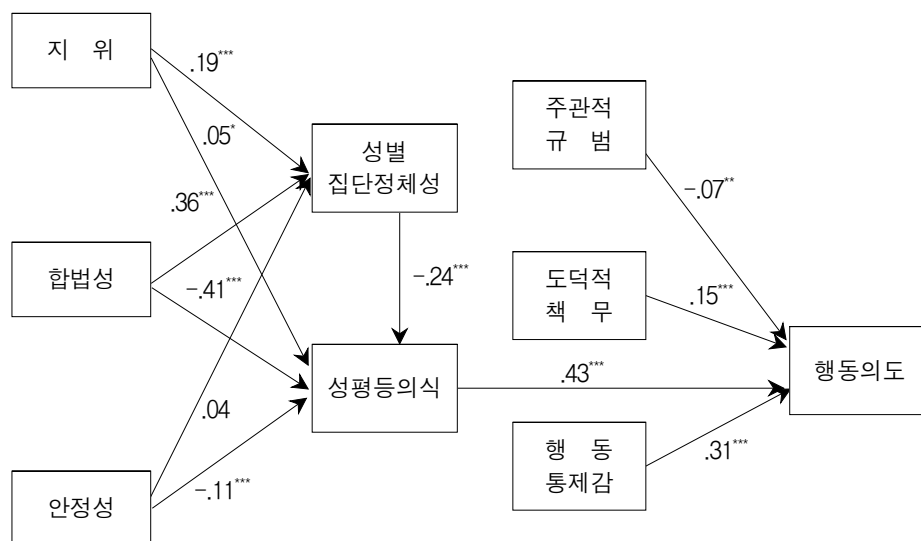 지 위
.19***
.05*
주관적
규 범
성별
집단정체성
-.07**
.36***
합법성
-.41***
-.24***
도덕적
책 무
.15***
행동의도
성평등의식
.43***
.04
행 동
통제감
.31***
안정성
-.11***